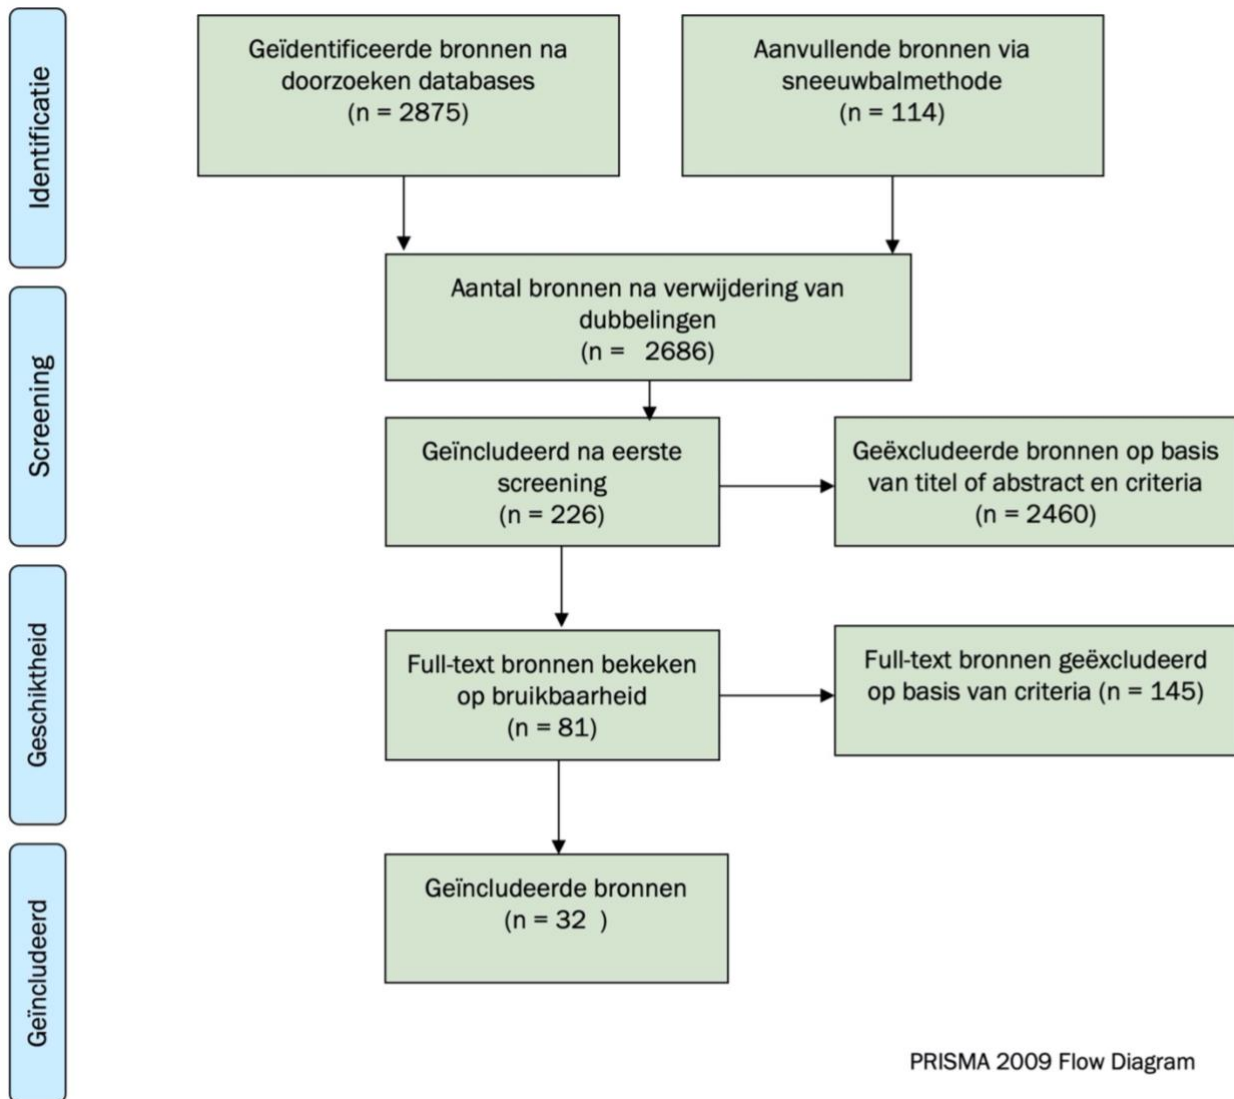 Identificatie
Geïdentificeerde bronnen na
doorzoeken databases
(n = 2875)
Aanvullende bronnen via
sneeuwbalmethode
(n = 114)
Screening
Aantal bronnen na verwijdering van
dubbelingen
(n =   2686)
Geïncludeerd na eerste
screening
(n = 226)
Geëxcludeerde bronnen op basis
van titel of abstract en criteria
(n = 2460)
Geschiktheid
Full-text bronnen bekeken
op bruikbaarheid
(n = 81)
Full-text bronnen geëxcludeerd
op basis van criteria (n = 145)
Geïncludeerd
Geïncludeerde bronnen
(n = 32  )
PRISMA 2009 Flow Diagram